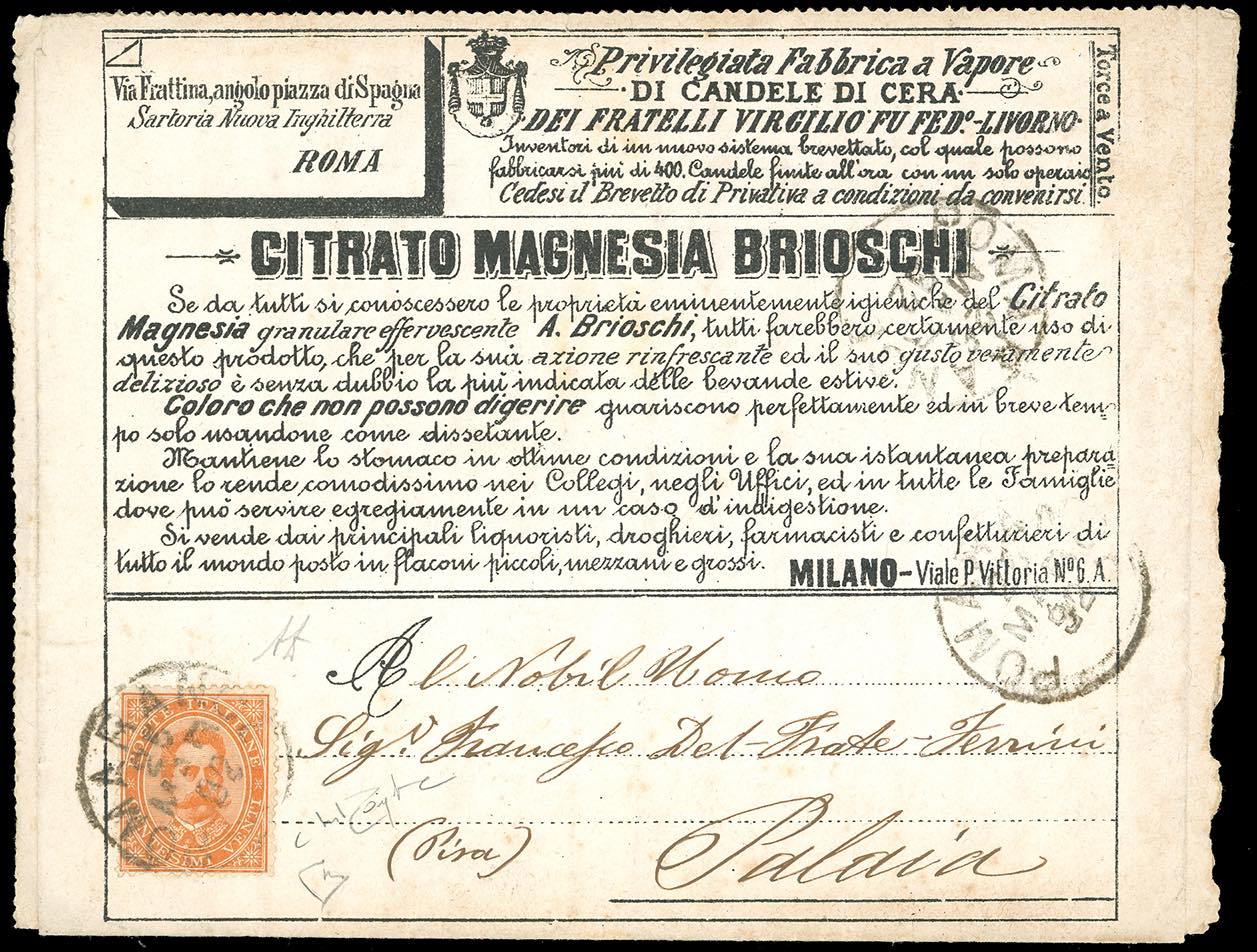 Via Frattina, angolo piazza di Spagna
Sartoria Nuova Inghilterra
ROMA
Privilegiata Fabbrica a Vapore
DI CANDELE DI CERA
DEI FRATELLI VIRGILIO FU FED.º-LIVORNO
Inventori di un nuovo sistema brevettato, col quale possono
fabbricarsi più di 400. Candele finite all'ora con un solo operaio
Cedesi il Brevetto di Privativa a condizioni da convenirsi.
Torce a Vento.
CITRATO MAGNESIA BRIOSCHI
Se da tutti si conoscessero le proprietà eminentemente igieniche del Citrato
Magnesia granulare effervescente A. Brioschi, tutti farebbero certamente uso di
questo prodotto, che per la sua azione rinfrescante ed il suo gusto veramente
delizioso è senza dubbio la più indicata delle bevande estive.
Coloro che non possono digerire guariscono perfettamente ed in breve tem-
po solo usandone come dissetante.
Mantiene lo stomaco in ottime condizioni e la sua istantanea prepara-
zione lo rende comodissimo nei Collegi, negli Uffici, ed in tutte le Famiglie
dove può servire egregiamente in un caso d'indigestione.
Si vende dai principali liquoristi, droghieri, farmacisti e confetturieri di
tutto il mondo posto in flaconi piccoli, mezzani e grossi.
MILANO - Viale P. Vittoria Nº 6. A.
Al Nobil Uomo
Sigr Francesco Del-Frate-Ferrini
(Pisa) Palaia
POSTE ITALIANE
VENTI CENTESIMI